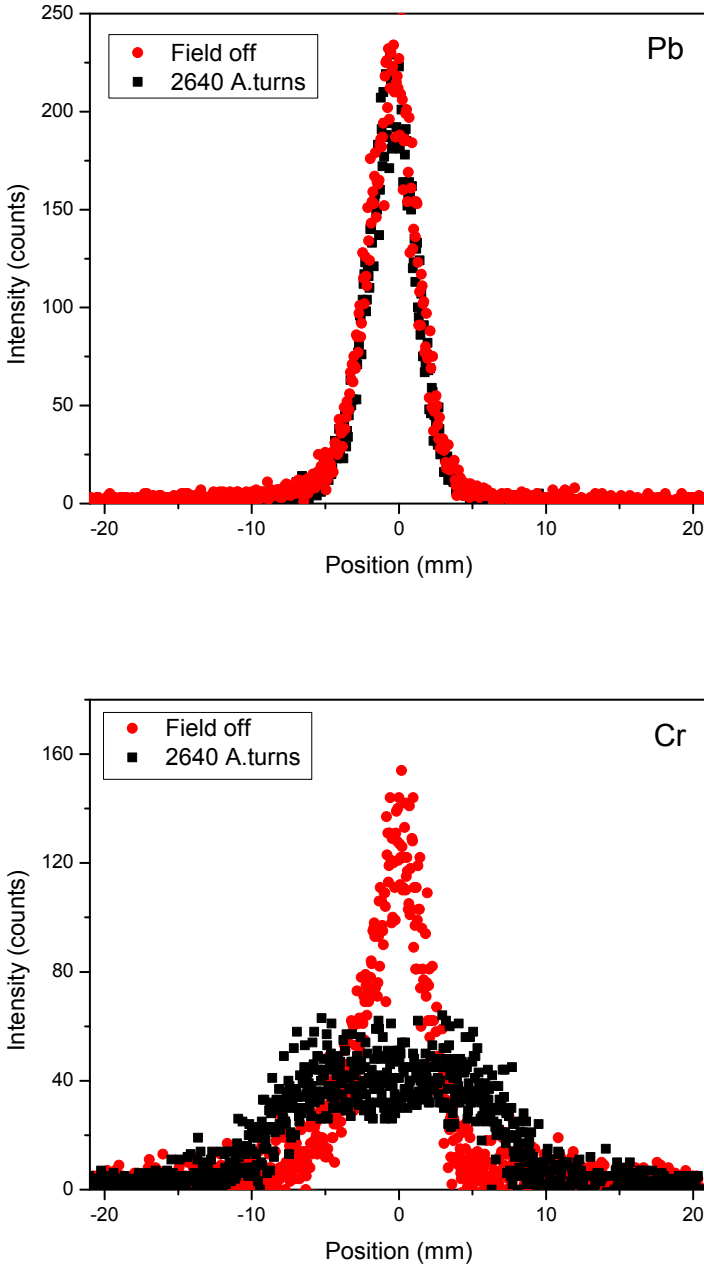 250
200
150
100
50
0
Intensity (counts)
Field off
2640 A.turns
Pb
-20 -10 0 10 20
Position (mm)
160
120
80
40
0
Intensity (counts)
Field off
2640 A.turns
Cr
-20 -10 0 10 20
Position (mm)